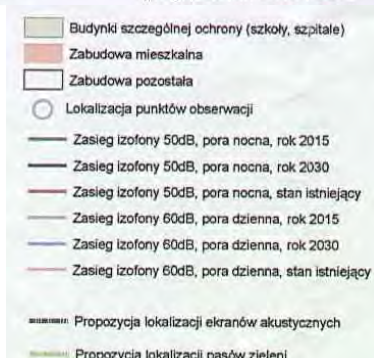 Budynki szczególnej ochrony (szkoły, szpitale)
Zabudowa mieszkalna
Zabudowa pozostała
Lokalizacja punktów obserwacji
Zasieg izofony 50dB, pora nocna, rok 2015
Zasieg izofony 50dB, pora nocna, rok 2030
Zasieg izofony 50dB, pora nocna, stan istniejący
Zasieg izofony 60dB, pora dzienna, rok 2015
Zasieg izofony 60dB, pora dzienna, rok 2030
Zasieg izofony 60dB, pora dzienna, stan istniejący
Propozycja lokalizacji ekranów akustycznych
Propozycja lokalizacji pasów zieleni